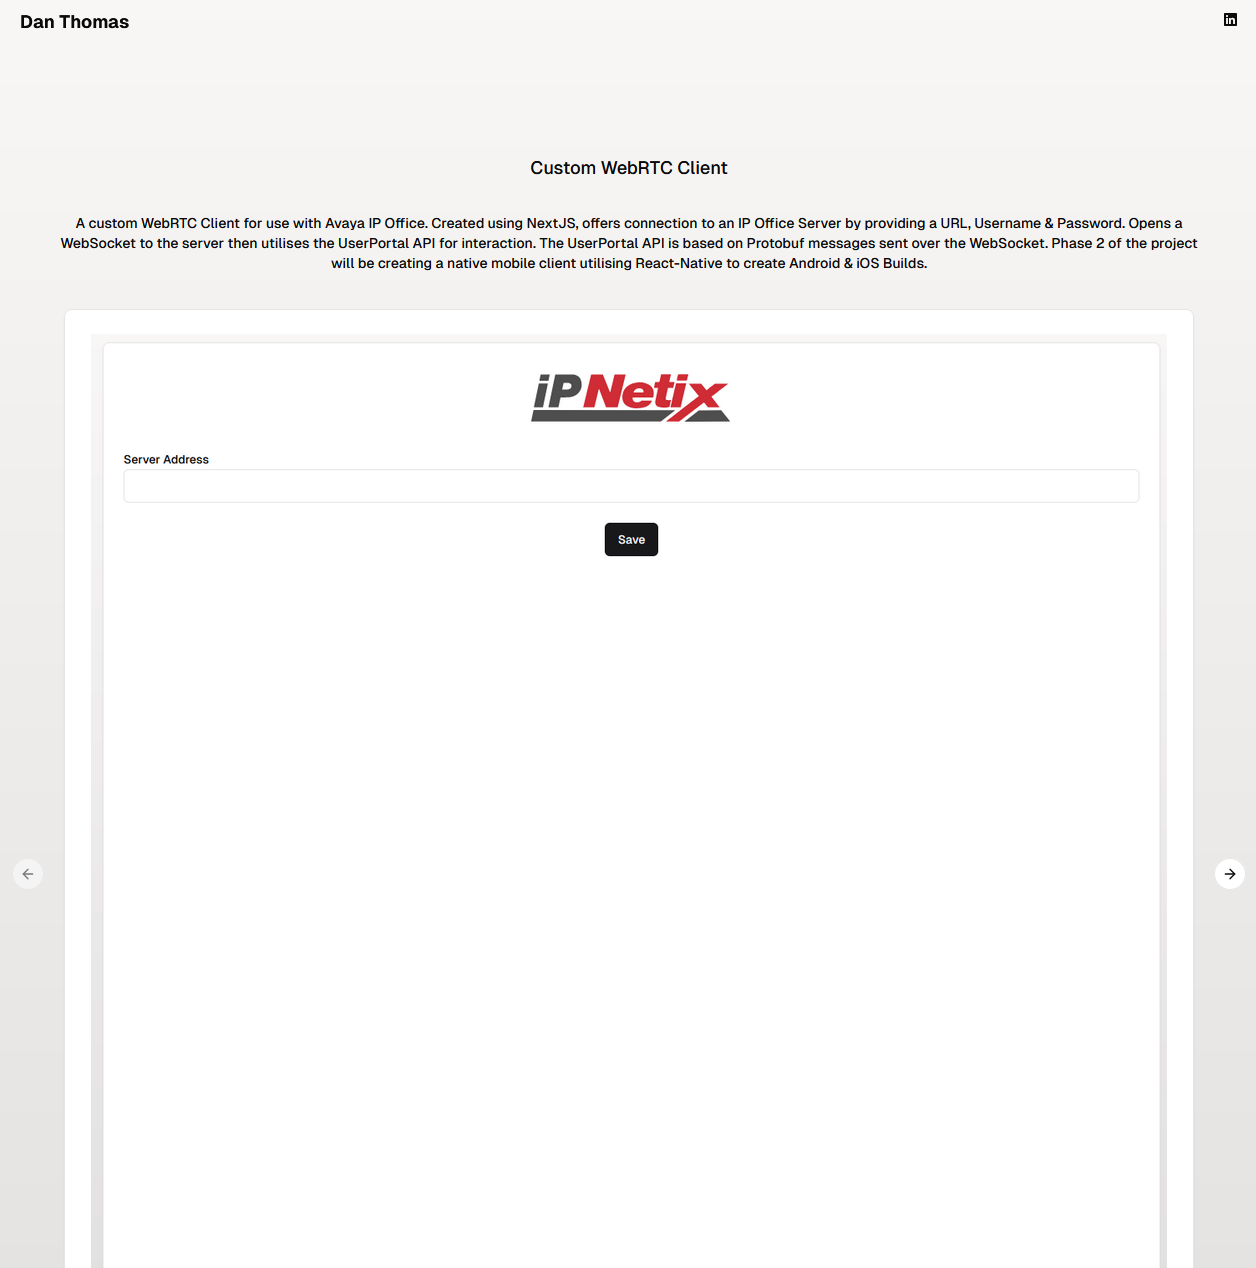 Dan Thomas
Custom WebRTC Client
A custom WebRTC Client for use with Avaya IP Office. Created using NextJS, offers connection to an IP Office Server by providing a URL, Username & Password. Opens a
WebSocket to the server then utilises the UserPortal API for interaction. The UserPortal API is based on Protobuf messages sent over the WebSocket. Phase 2 of the project
will be creating a native mobile client utilising React-Native to create Android & iOS Builds.
iPNetix
Server Address
Save